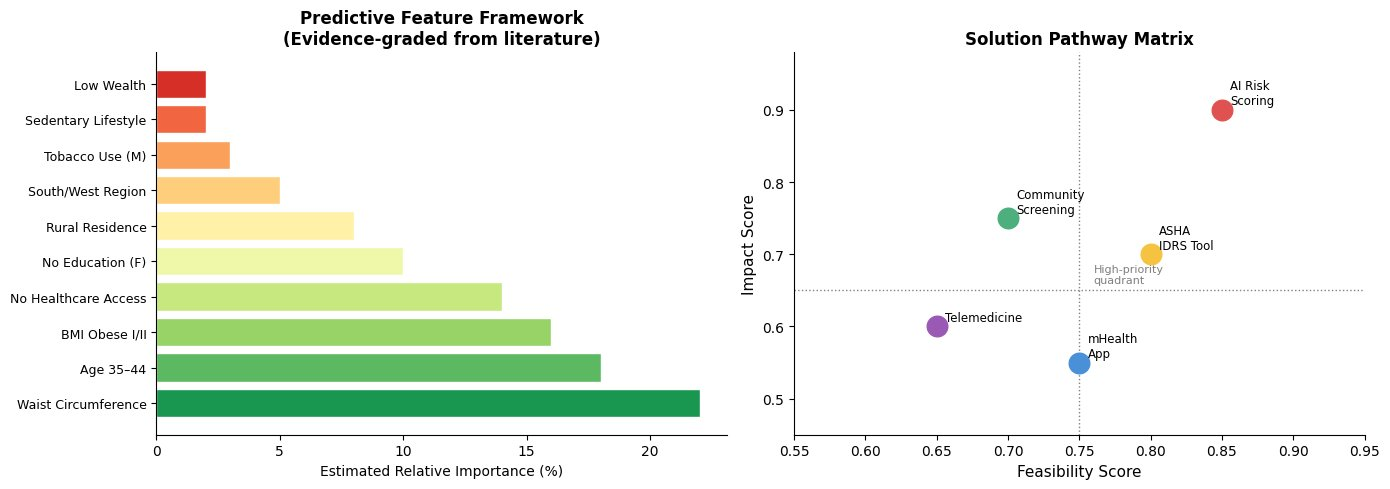 Predictive Feature Framework
(Evidence-graded from literature)
Low Wealth
Sedentary Lifestyle
Tobacco Use (M)
South/West Region
Rural Residence
No Education (F)
No Healthcare Access
BMI Obese I/II
Age 35–44
Waist Circumference
0 5 10 15 20
Estimated Relative Importance (%)
Solution Pathway Matrix
Impact Score
0.9
0.8
0.7
0.6
0.5
AI Risk
Scoring
Community
Screening
ASHA
IDRS Tool
High-priority
quadrant
Telemedicine
mHealth
App
0.55 0.60 0.65 0.70 0.75 0.80 0.85 0.90 0.95
Feasibility Score